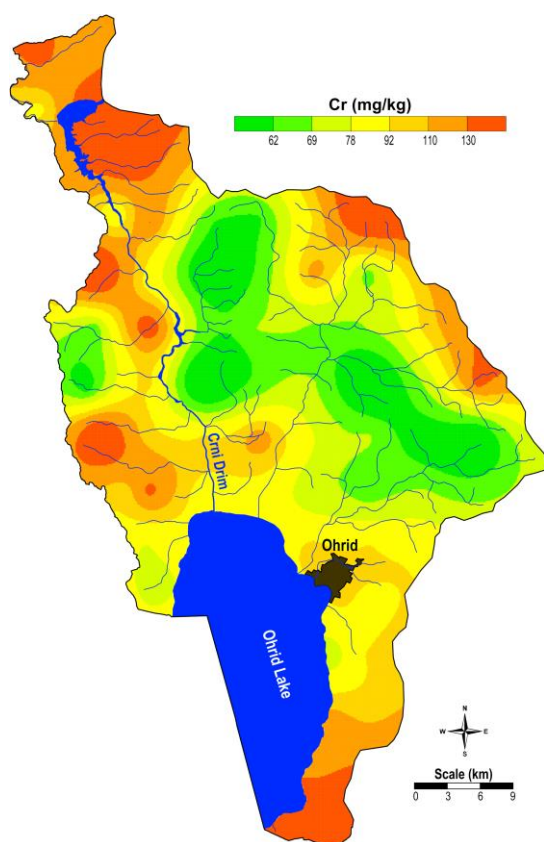 Cr (mg/kg)
62 69 78 92 110 130
Crni Drim
Ohrid
Ohrid Lake
N
W E
S
Scale (km)
0 3 6 9